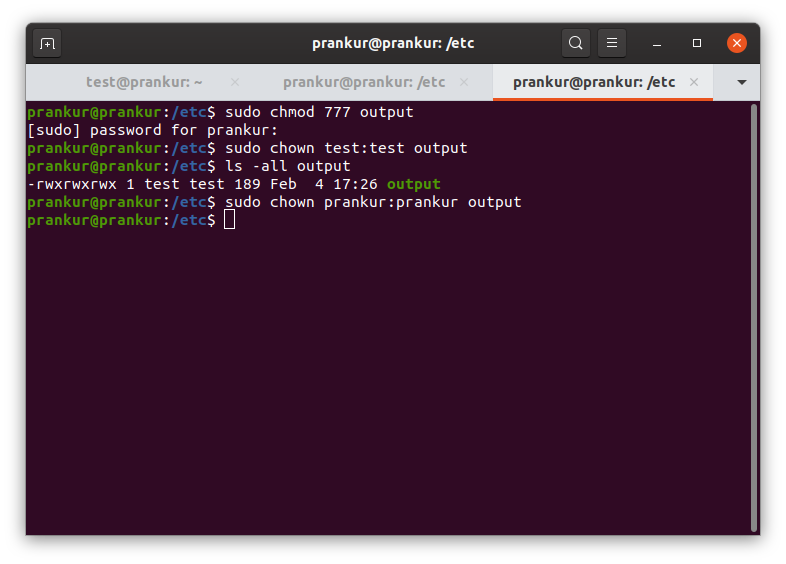 prankur@prankur: /etc
test@prankur: ~
prankur@prankur: /etc
prankur@prankur: /etc
prankur@prankur:/etc$ sudo chmod 777 output
[sudo] password for prankur:
prankur@prankur:/etc$ sudo chown test:test output
prankur@prankur:/etc$ ls -all output
-rwxrwxrwx 1 test test 189 Feb  4 17:26 output
prankur@prankur:/etc$ sudo chown prankur:prankur output
prankur@prankur:/etc$